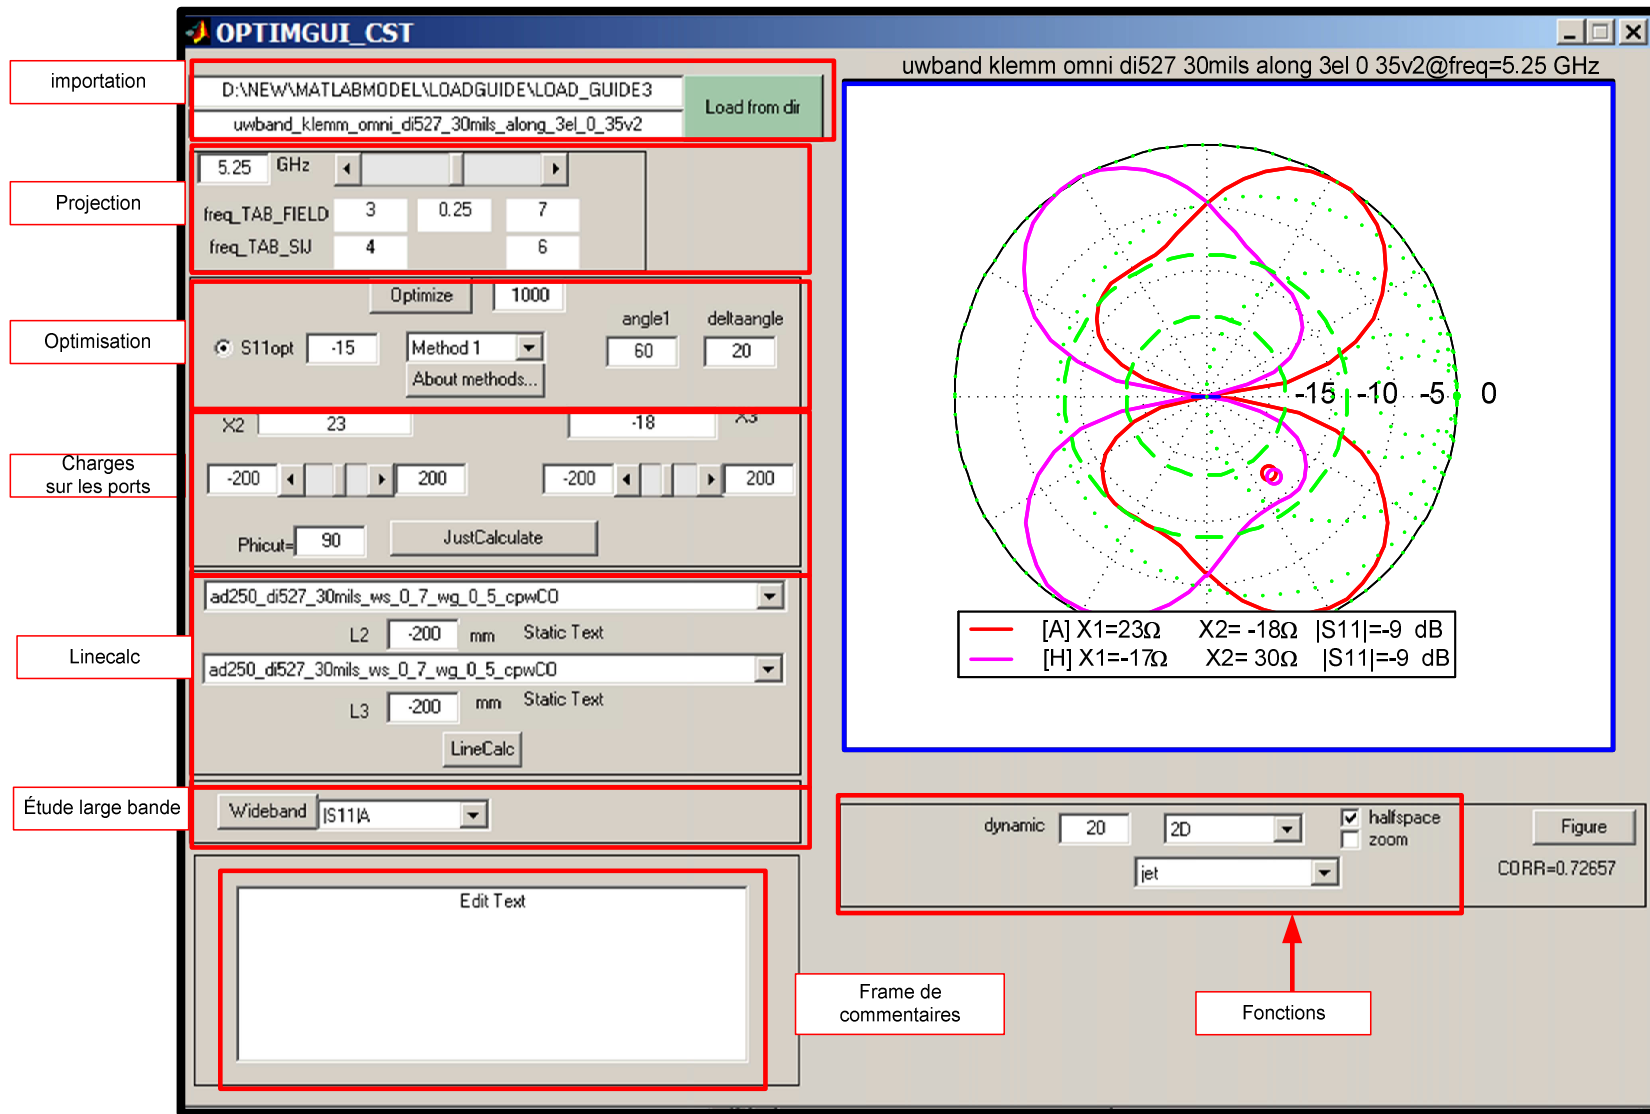 OPTIMGUI_CST
importation
D:\NEW\MATLABMODEL\LOADGUIDE\LOAD_GUIDE3
uwband_klemm_omni_di527_30mils_along_3el_0_35v2
Load from dir
Projection
5.25 GHz
freq_TAB_FIELD 3 0.25 7
freq_TAB_SIJ 4 6
Optimisation
Optimize 1000
angle1 deltaangle
S11opt -15 Method 1 60 20
About methods...
Charges
sur les ports
X2 23 -18 X3
-200 200 -200 200
Phicut= 90 JustCalculate
Linecalc
ad250_di527_30mils_ws_0_7_wg_0_5_cpwCO
L2 -200 mm Static Text
ad250_di527_30mils_ws_0_7_wg_0_5_cpwCO
L3 -200 mm Static Text
LineCalc
Étude large bande
Wideband |S11|A
Edit Text
Frame de
commentaires
uwband klemm omni di527 30mils along 3el 0 35v2@freq=5.25 GHz
-15 -10 -5 0
[A] X1=23Ω X2= -18Ω |S11|=-9 dB
[H] X1=-17Ω X2= 30Ω |S11|=-9 dB
dynamic 20 2D halfspace
zoom
jet
Figure
CORR=0.72657
Fonctions